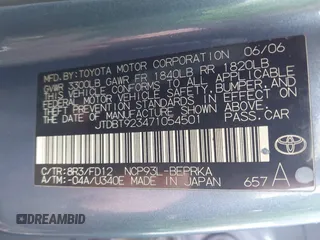 MFD. BY: TOYOTA MOTOR CORPORATION 06/06
GVWR 3300LB GAWR FR 1840LB RR 1820LB
THIS VEHICLE CONFORMS TO ALL APPLICABLE
FEDERAL MOTOR VEHICLE SAFETY, BUMPER, AND
THEFT PREVENTION STANDARDS IN EFFECT ON
THE DATE OF MANUFACTURE SHOWN ABOVE.
JTDBT923471054501 PASS.CAR
C/TR: 8R3/FD12 NCP93L-BEPRKA
A/TM: -04A/U340E MADE IN JAPAN 657 A
TOYOTA
DREAMBID